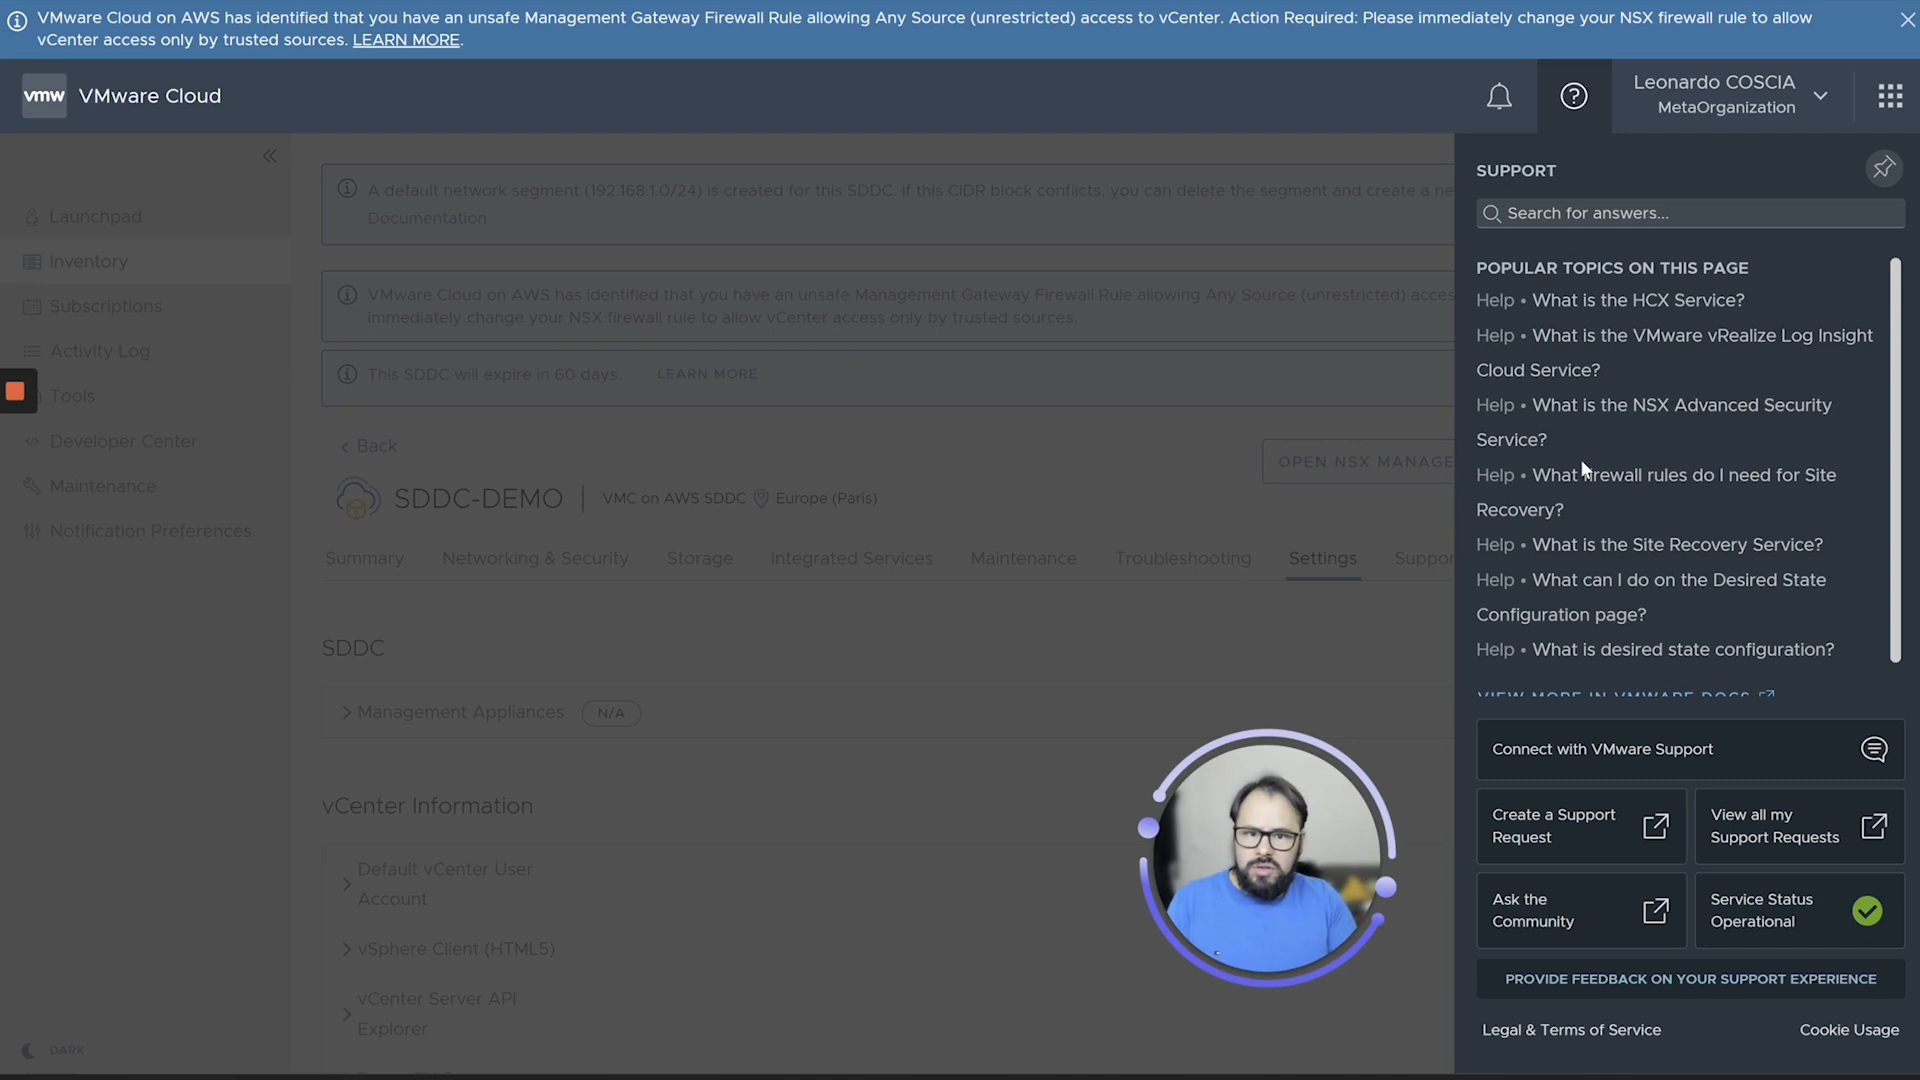 VMware Cloud on AWS has identified that you have an unsafe Management Gateway Firewall Rule allowing Any Source (unrestricted) access to vCenter. Action Required: Please immediately change your NSX firewall rule to allow
vCenter access only by trusted sources. LEARN MORE.
vmw VMware Cloud
Leonardo COSCIA
MetaOrganization
Launchpad
Inventory
Subscriptions
Activity Log
Tools
Developer Center
Maintenance
Notification Preferences
DARK
A default network segment (192.168.1.0/24) is created for this SDDC. If this CIDR block conflicts, you can delete the segment and create a ne
Documentation
VMware Cloud on AWS has identified that you have an unsafe Management Gateway Firewall Rule allowing Any Source (unrestricted) acces
immediately change your NSX firewall rule to allow vCenter access only by trusted sources.
This SDDC will expire in 60 days. LEARN MORE
Back
OPEN NSX MANAGE
SDDC-DEMO VMC on AWS SDDC Europe (Paris)
Summary Networking & Security Storage Integrated Services Maintenance Troubleshooting Settings Suppor
SDDC
Management Appliances N/A
vCenter Information
Default vCenter User
Account
vSphere Client (HTML5)
vCenter Server API
Explorer
SUPPORT
Search for answers...
POPULAR TOPICS ON THIS PAGE
Help • What is the HCX Service?
Help • What is the VMware vRealize Log Insight
Cloud Service?
Help • What is the NSX Advanced Security
Service?
Help • What firewall rules do I need for Site
Recovery?
Help • What is the Site Recovery Service?
Help • What can I do on the Desired State
Configuration page?
Help • What is desired state configuration?
VIEW MORE IN VMWARE DOCS
Connect with VMware Support
Create a Support
Request
View all my
Support Requests
Ask the
Community
Service Status
Operational
PROVIDE FEEDBACK ON YOUR SUPPORT EXPERIENCE
Legal & Terms of Service Cookie Usage